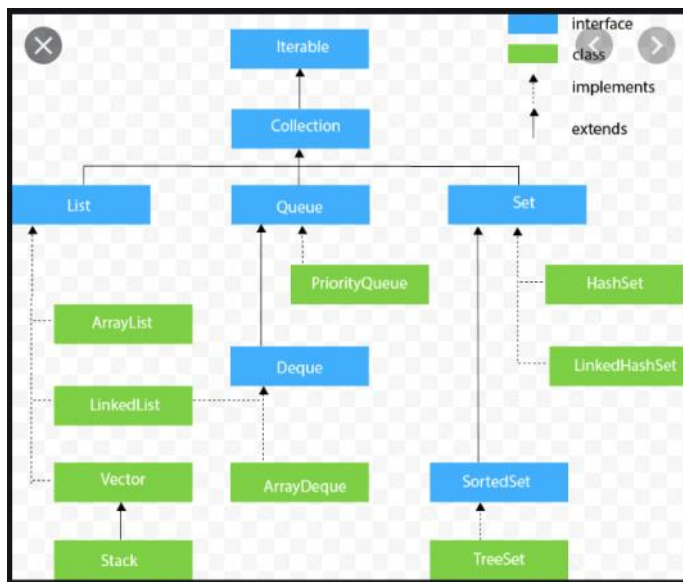 interface
Iterable
class
implements
Collection
extends
List
Queue
Set
PriorityQueue
HashSet
ArrayList
Deque
LinkedHashSet
LinkedList
Vector
ArrayDeque
SortedSet
Stack
TreeSet